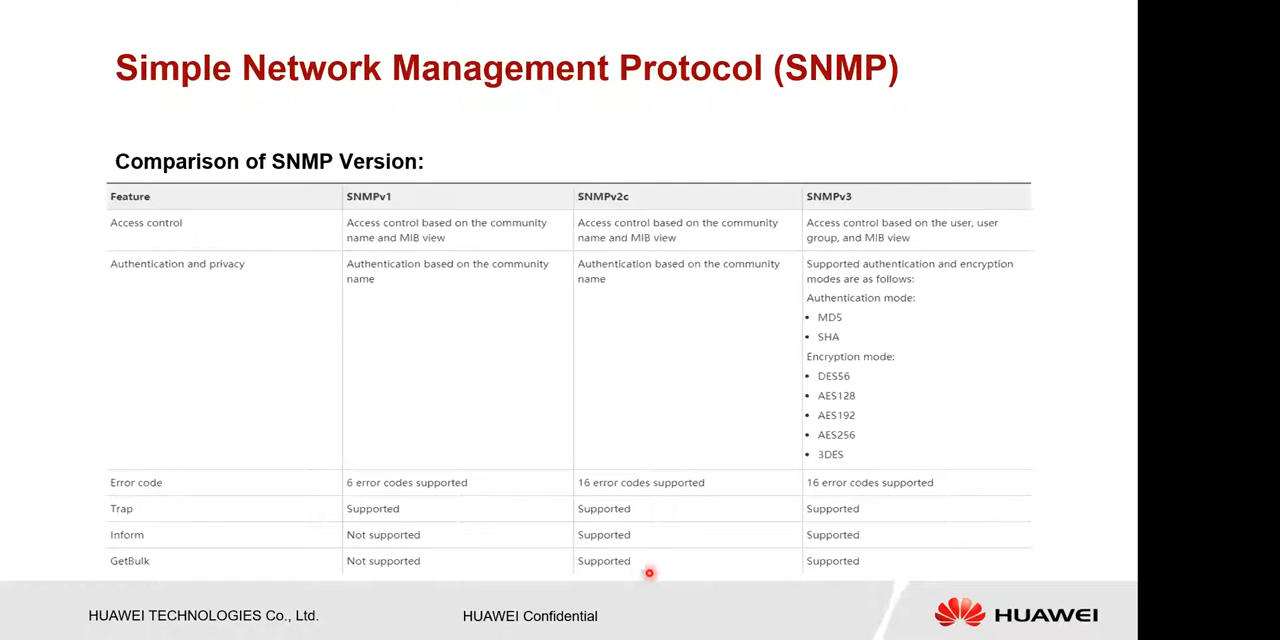 Simple Network Management Protocol (SNMP)
Comparison of SNMP Version:
Feature SNMPv1 SNMPv2c SNMPv3
Access control Access control based on the community name and MIB view Access control based on the community name and MIB view Access control based on the user, user group, and MIB view
Authentication and privacy Authentication based on the community name Authentication based on the community name Supported authentication and encryption modes are as follows:
Authentication mode:
• MD5
• SHA
Encryption mode:
• DES56
• AES128
• AES192
• AES256
• 3DES
Error code 6 error codes supported 16 error codes supported 16 error codes supported
Trap Supported Supported Supported
Inform Not supported Supported Supported
GetBulk Not supported Supported Supported
HUAWEI TECHNOLOGIES Co., Ltd. HUAWEI Confidential HUAWEI